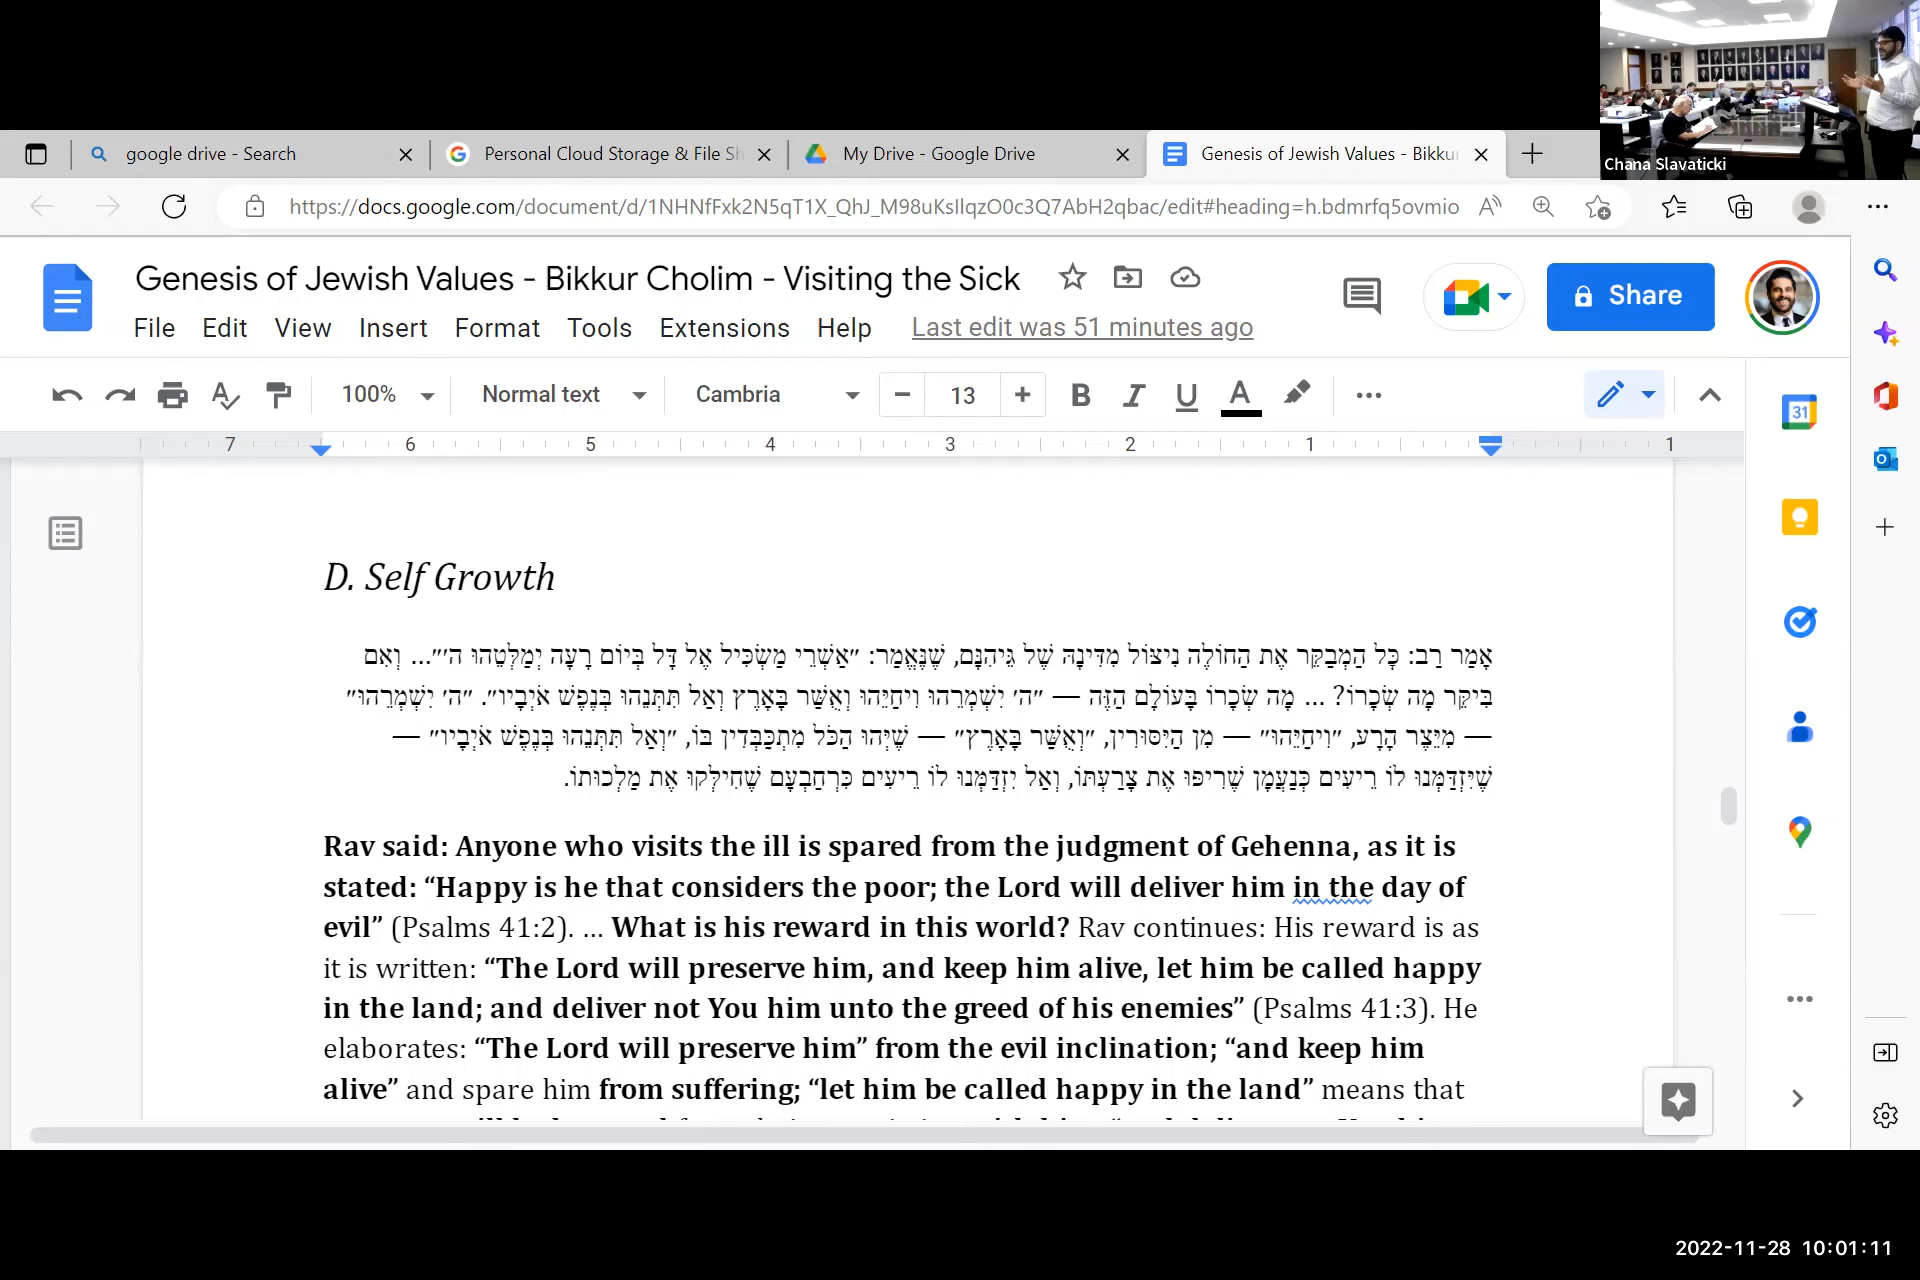 Chana Slavaticki
google drive - Search
Personal Cloud Storage & File Sh
My Drive - Google Drive
Genesis of Jewish Values - Bikkur
https://docs.google.com/document/d/1NHNfFxk2N5qT1X_QhJ_M98uKsIlqzO0c3Q7AbH2qbac/edit#heading=h.bdmrfq5ovmio
Genesis of Jewish Values - Bikkur Cholim - Visiting the Sick
Share
File Edit View Insert Format Tools Extensions Help Last edit was 51 minutes ago
100% Normal text Cambria 13 B I U A
7 6 5 4 3 2 1 1
31
D. Self Growth
אָמַר רַב: כׇּל הַמְבַקֵּר אֶת הַחוֹלֶה נִיצּוֹל מִדִּינָהּ שֶׁל גֵּיהִנָּם, שֶׁנֶּאֱמַר: ״אַשְׁרֵי מַשְׂכִּיל אֶל דָּל בְּיוֹם רָעָה יְמַלְּטֵהוּ ה׳״... וְאִם
בִּיקֵּר מָה שְׂכָרוֹ? ... מָה שְׂכָרוֹ בָּעוֹלָם הַזֶּה — ״ה׳ יִשְׁמְרֵהוּ וִיחַיֵּהוּ וְאֻשַּׁר בָּאָרֶץ וְאַל תִּתְּנֵהוּ בְּנֶפֶשׁ אֹיְבָיו״. ״ה׳ יִשְׁמְרֵהוּ״
— מִיֵּצֶר הָרָע, ״וִיחַיֵּהוּ״ — מִן הַיִּסּוּרִין, ״וְאֻשַּׁר בָּאָרֶץ״ — שֶׁיְּהוּ הַכֹּל מִתְכַּבְּדִין בּוֹ, ״וְאַל תִּתְּנֵהוּ בְּנֶפֶשׁ אֹיְבָיו״ —
שֶׁיִּזְדַּמְּנוּ לוֹ רֵיעִים כְּנַעֲמָן שֶׁרִיפּוּ אֶת צָרַעְתּוֹ, וְאַל יִזְדַּמְּנוּ לוֹ רֵיעִים כִּרְחַבְעָם שֶׁחִילְּקוּ אֶת מַלְכוּתוֹ.
Rav said: Anyone who visits the ill is spared from the judgment of Gehenna, as it is
stated: “Happy is he that considers the poor; the Lord will deliver him in the day of
evil” (Psalms 41:2). ... What is his reward in this world? Rav continues: His reward is as
it is written: “The Lord will preserve him, and keep him alive, let him be called happy
in the land; and deliver not You him unto the greed of his enemies” (Psalms 41:3). He
elaborates: “The Lord will preserve him” from the evil inclination; “and keep him
alive” and spare him from suffering; “let him be called happy in the land” means that
2022-11-28 10:01:11